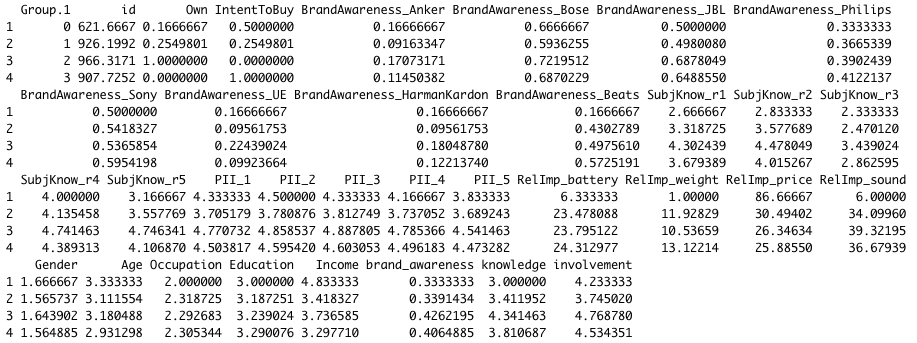 Group.1 id Own IntentToBuy BrandAwareness_Anker BrandAwareness_Bose BrandAwareness_JBL BrandAwareness_Philips
1 0 621.6667 0.1666667 0.5000000 0.16666667 0.6666667 0.5000000 0.3333333
2 1 926.1992 0.2549801 0.2549801 0.09163347 0.5936255 0.4980080 0.3665339
3 2 966.3171 1.0000000 0.0000000 0.17073171 0.7219512 0.6878049 0.3902439
4 3 907.7252 0.0000000 1.0000000 0.11450382 0.6870229 0.6488550 0.4122137
BrandAwareness_Sony BrandAwareness_UE BrandAwareness_HarmanKardon BrandAwareness_Beats SubjKnow_r1 SubjKnow_r2 SubjKnow_r3
1 0.5000000 0.16666667 0.16666667 0.1666667 2.666667 2.833333 2.333333
2 0.5418327 0.09561753 0.09561753 0.4302789 3.318725 3.577689 2.470120
3 0.5365854 0.22439024 0.18048780 0.4975610 4.302439 4.478049 3.439024
4 0.5954198 0.09923664 0.12213740 0.5725191 3.679389 4.015267 2.862595
SubjKnow_r4 SubjKnow_r5 PII_1 PII_2 PII_3 PII_4 PII_5 RelImp_battery RelImp_weight RelImp_price RelImp_sound
1 4.000000 3.166667 4.333333 4.500000 4.333333 4.166667 3.833333 6.333333 1.00000 86.66667 6.00000
2 4.135458 3.557769 3.705179 3.780876 3.812749 3.737052 3.689243 23.478088 11.92829 30.49402 34.09960
3 4.741463 4.746341 4.770732 4.858537 4.887805 4.785366 4.541463 23.795122 10.53659 26.34634 39.32195
4 4.389313 4.106870 4.503817 4.595420 4.603053 4.496183 4.473282 24.312977 13.12214 25.88550 36.67939
Gender Age Occupation Education Income brand_awareness knowledge involvement
1 1.666667 3.333333 2.000000 3.000000 4.833333 0.3333333 3.000000 4.233333
2 1.565737 3.111554 2.318725 3.187251 3.418327 0.3391434 3.411952 3.745020
3 1.643902 3.180488 2.292683 3.239024 3.736585 0.4262195 4.341463 4.768780
4 1.564885 2.931298 2.305344 3.290076 3.297710 0.4064885 3.810687 4.534351